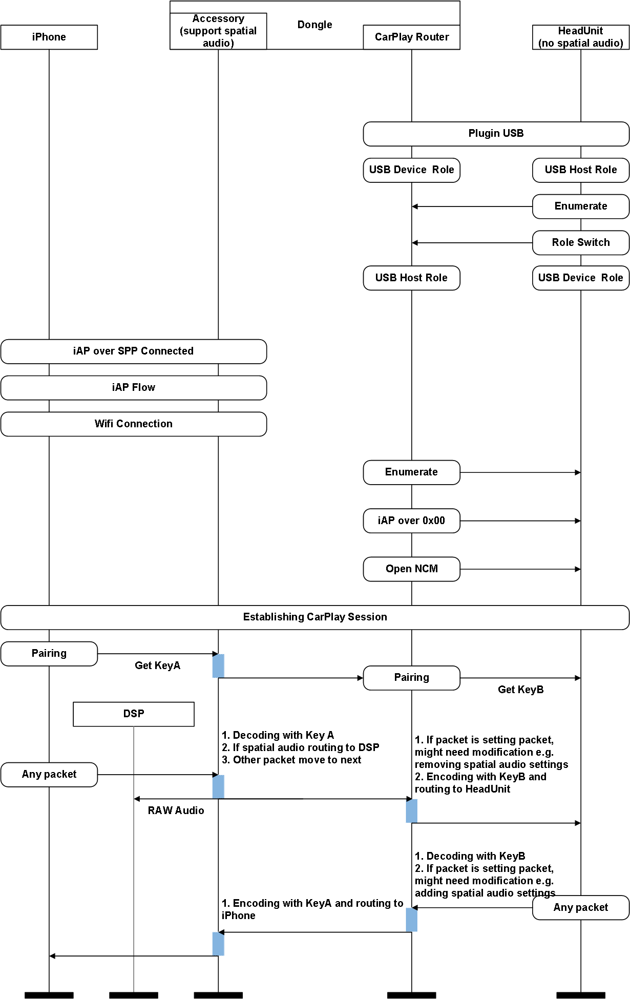 Accessory
(support spatial
audio)
Dongle
iPhone
CarPlay Router
HeadUnit
(no spatial audio)
Plugin USB
USB Device  Role
USB Host Role
Enumerate
Role Switch
USB Host Role
USB Device  Role
iAP over SPP Connected
iAP Flow
Wifi Connection
Enumerate
iAP over 0x00
Open NCM
Establishing CarPlay Session
Pairing
Get KeyA
Pairing
Get KeyB
DSP
1. Decoding with Key A
2. If spatial audio routing to DSP
3. Other packet move to next
1. If packet is setting packet,
might need modification e.g.
removing spatial audio settings
2. Encoding with KeyB and
routing to HeadUnit
Any packet
RAW Audio
1. Decoding with KeyB
2. If packet is setting packet,
might need modification e.g.
adding spatial audio settings
1. Encoding with KeyA and routing to
iPhone
Any packet